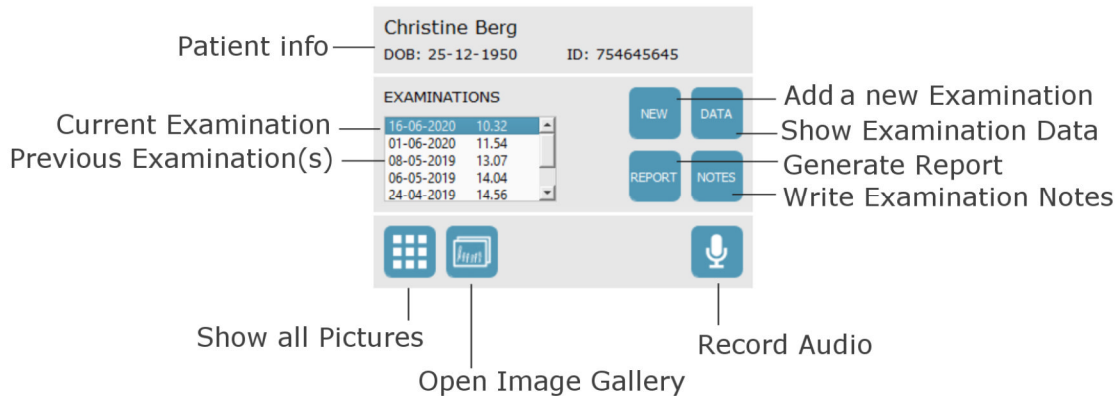 Christine Berg
Patient info
DOB: 25-12-1950 ID: 754645645
EXAMINATIONS
Add a new Examination
NEW DATA
Current Examination
16-06-2020 10.32
Show Examination Data
01-06-2020 11.54
Previous Examination(s)
08-05-2019 13.07
Generate Report
06-05-2019 14.04
REPORT NOTES
24-04-2019 14.56
Write Examination Notes
Show all Pictures
Record Audio
Open Image Gallery